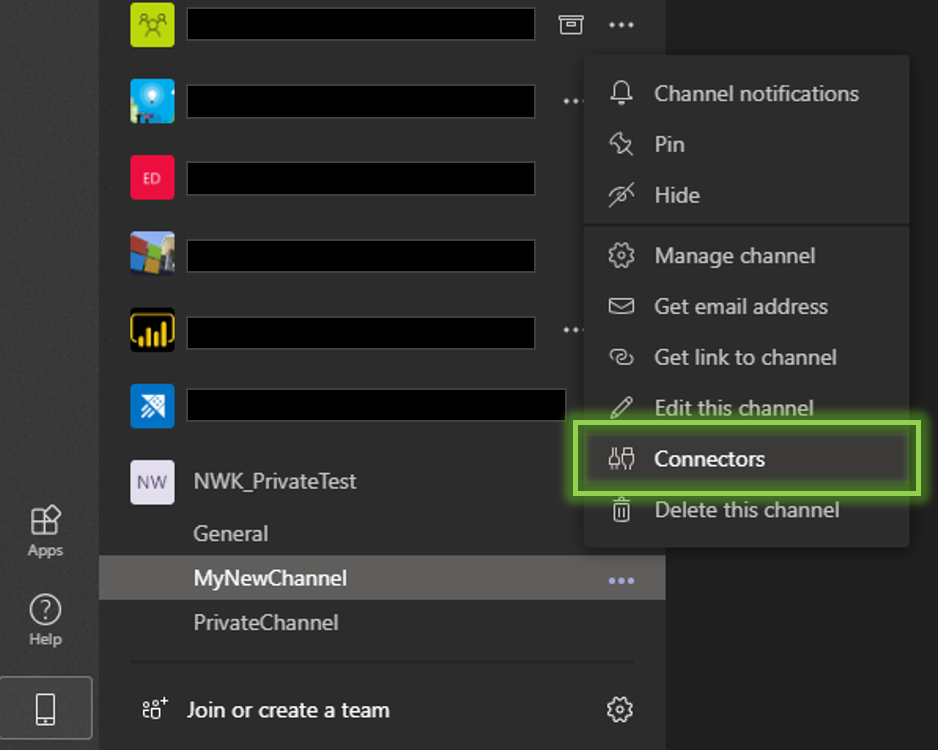 Channel notifications
Pin
ED
Hide
Manage channel
Get email address
Get link to channel
Edit this channel
Connectors
NW NWK_PrivateTest
Delete this channel
General
Apps
MyNewChannel
PrivateChannel
Help
Join or create a team